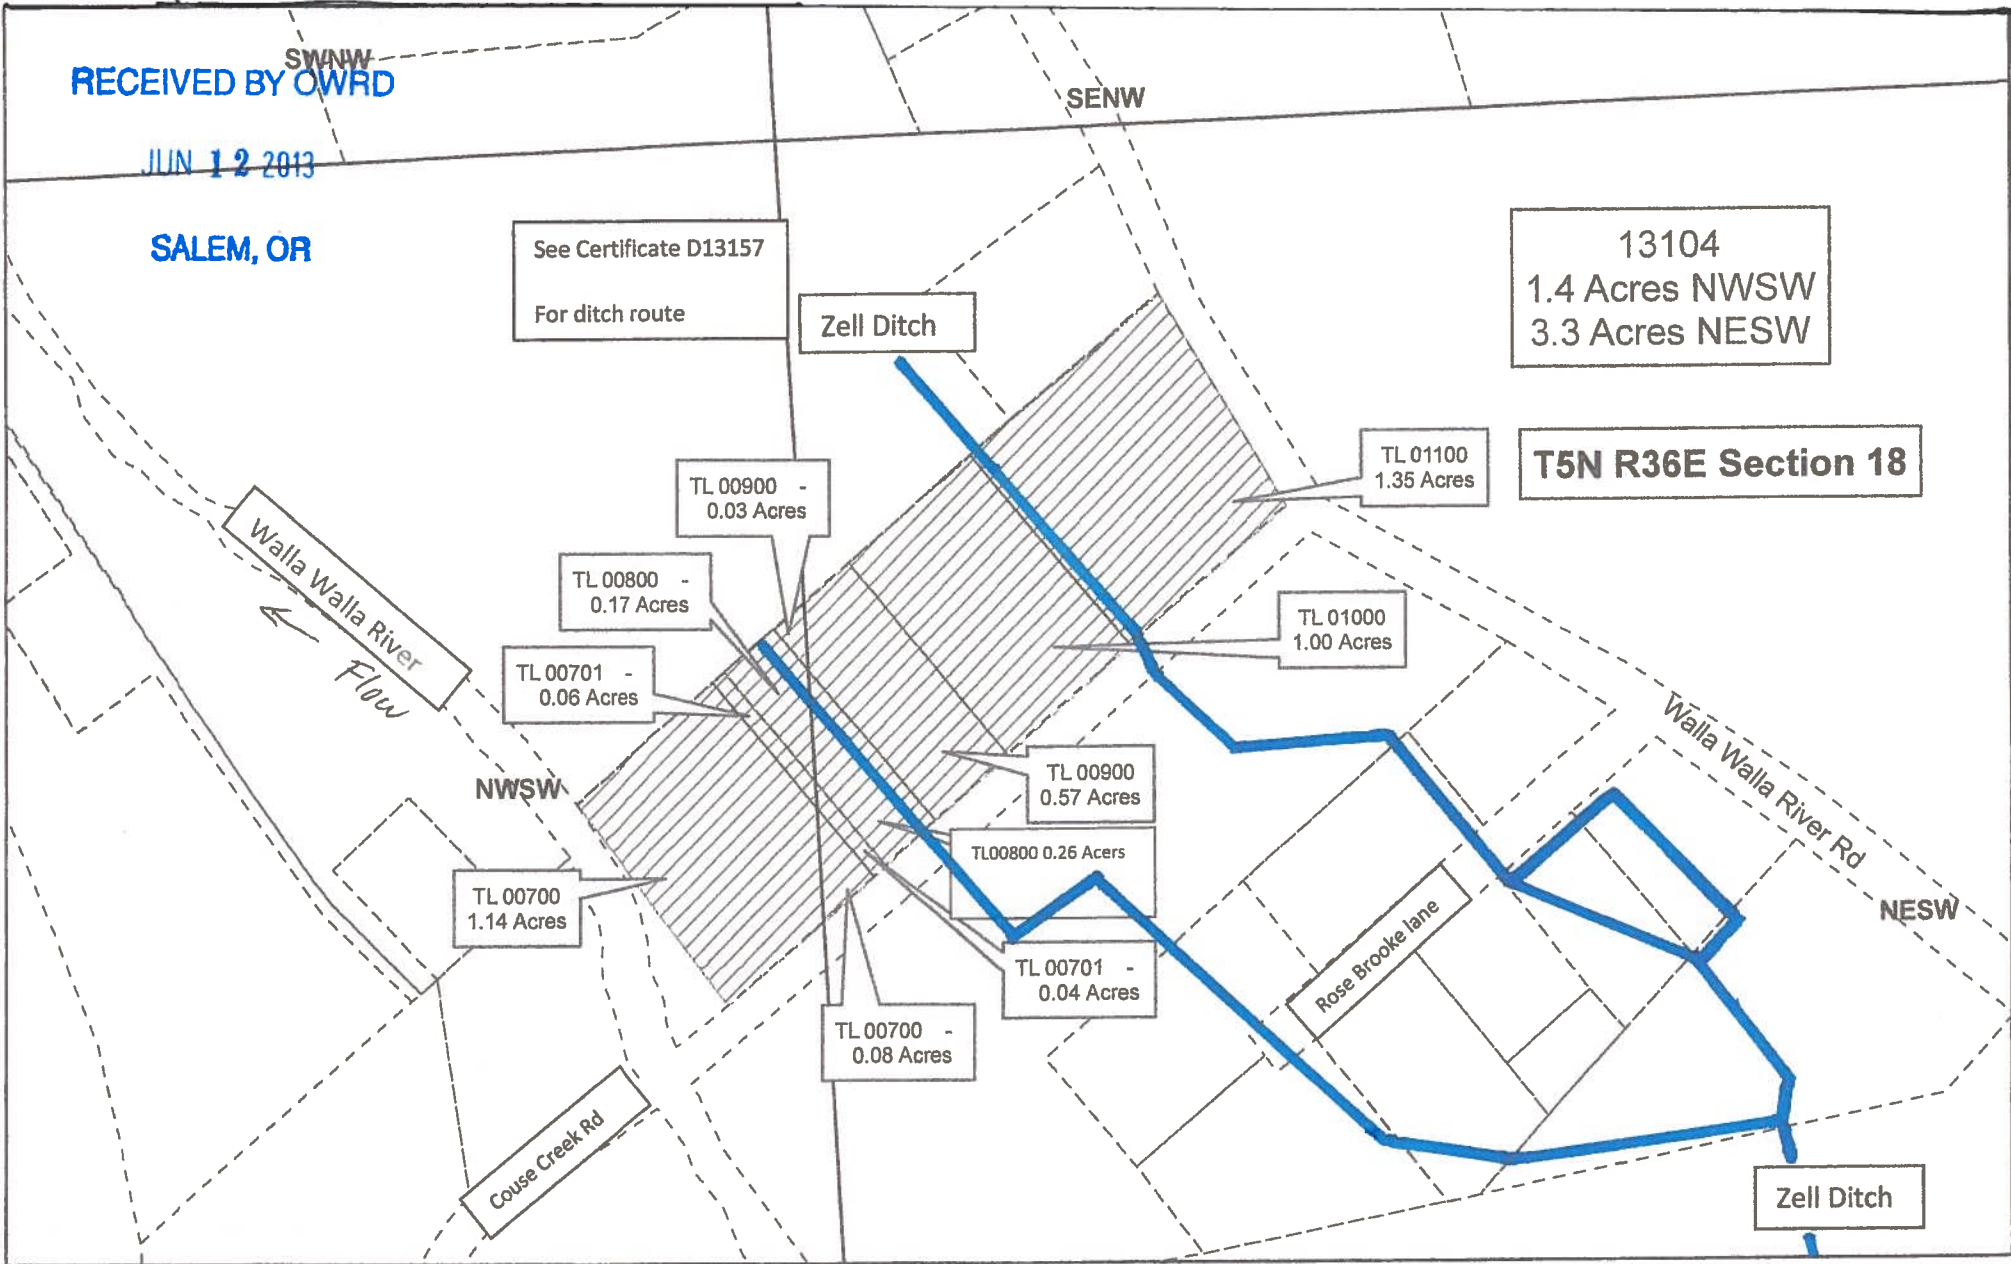 SWNW
RECEIVED BY OWRD
JUN 12 2013
SALEM, OR
SENW
See Certificate D13157
For ditch route
Zell Ditch
13104
1.4 Acres NWSW
3.3 Acres NESW
T5N R36E Section 18
TL 01100
1.35 Acres
TL 00900 -
0.03 Acres
TL 00800 -
0.17 Acres
TL 00701 -
0.06 Acres
Walla Walla River
Flow
TL 01000
1.00 Acres
NWSW
TL 00900
0.57 Acres
TL00800 0.26 Acers
TL 00700
1.14 Acres
TL 00701 -
0.04 Acres
TL 00700 -
0.08 Acres
Walla Walla River Rd
NESW
Rose Brooke lane
Couse Creek Rd
Zell Ditch